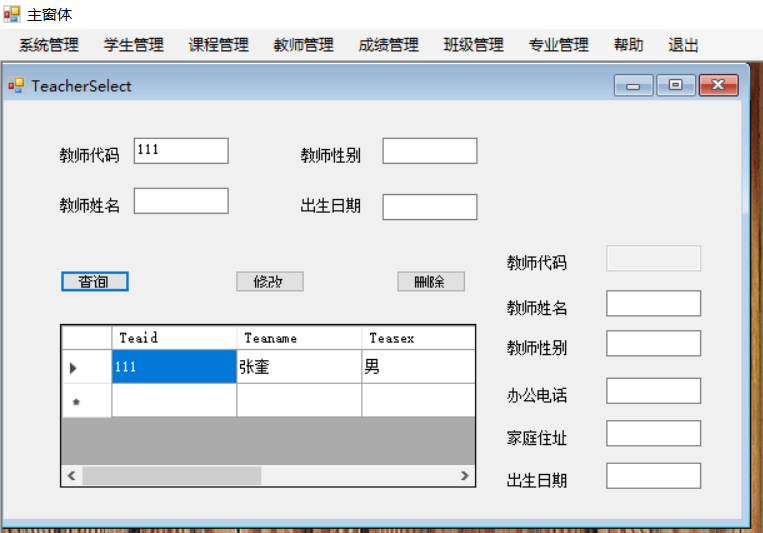 主窗体
系统管理 学生管理 课程管理 教师管理 成绩管理 班级管理 专业管理 帮助 退出
TeacherSelect
教师代码 111 教师性别
教师姓名 出生日期
查询 修改 删除
Teaid Teaname Teasex
111 张奎 男
教师代码
教师姓名
教师性别
办公电话
家庭住址
出生日期